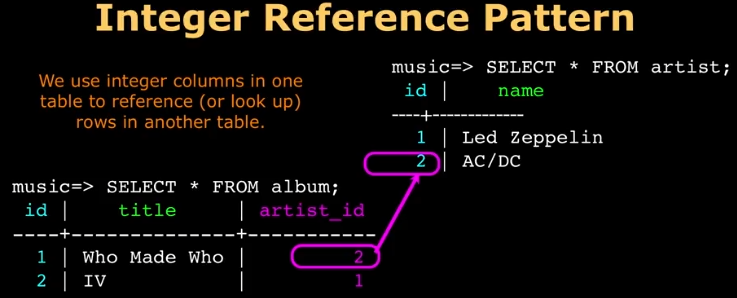 Integer Reference Pattern
We use integer columns in one
table to reference (or look up)
rows in another table.
music=> SELECT * FROM artist;
id | name
----+-------------
1 | Led Zeppelin
2 | AC/DC
music=> SELECT * FROM album;
id | title | artist_id
----+--------------+-----------
1 | Who Made Who | 2
2 | IV | 1